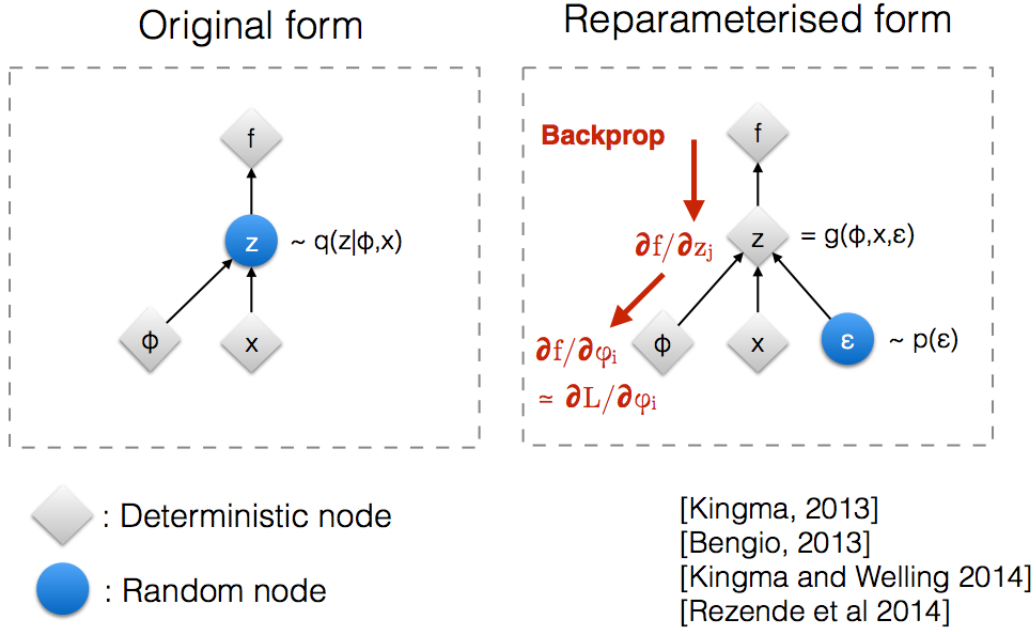 Original form
f
z ~ q(z|ϕ,x)
ϕ x
: Deterministic node
: Random node
Reparameterised form
Backprop
f
∂f/∂zⱼ
z = g(ϕ,x,ε)
∂f/∂φᵢ
≃ ∂L/∂φᵢ
ϕ x ε ~ p(ε)
[Kingma, 2013]
[Bengio, 2013]
[Kingma and Welling 2014]
[Rezende et al 2014]